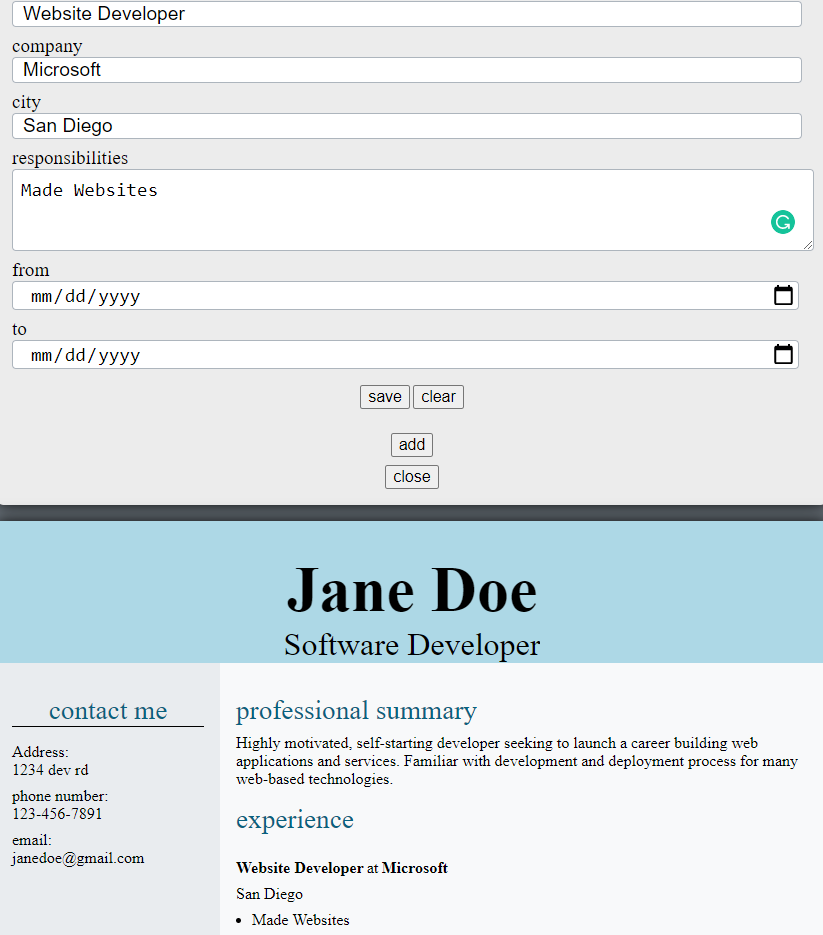 Website Developer
company
Microsoft
city
San Diego
responsibilities
Made Websites
from
mm/dd/yyyy
to
mm/dd/yyyy
save clear
add
close
Jane Doe
Software Developer
contact me
Address:
1234 dev rd
phone number:
123-456-7891
email:
janedoe@gmail.com
professional summary
Highly motivated, self-starting developer seeking to launch a career building web
applications and services. Familiar with development and deployment process for many
web-based technologies.
experience
Website Developer at Microsoft
San Diego
• Made Websites